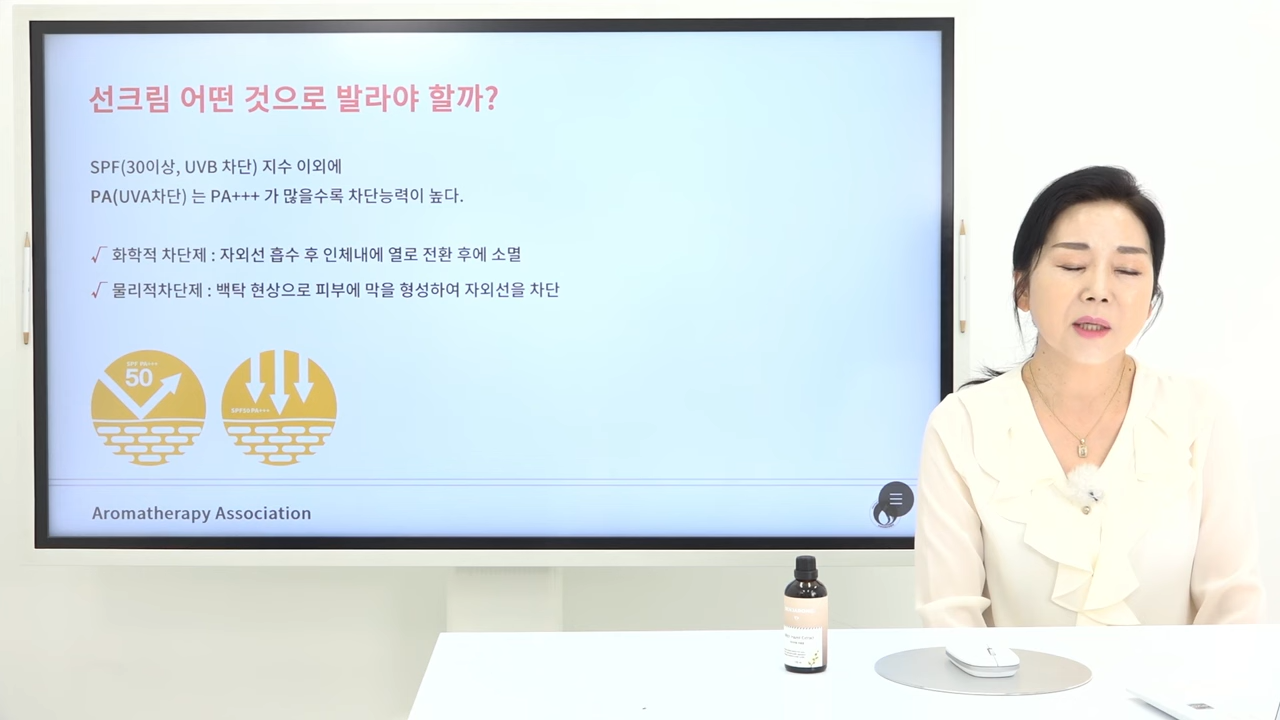 선크림 어떤 것으로 발라야 할까?
SPF(30이상, UVB 차단) 지수 이외에
PA(UVA차단) 는 PA+++ 가 많을수록 차단능력이 높다.
√ 화학적 차단제 : 자외선 흡수 후 인체내에 열로 전환 후에 소멸
√ 물리적차단제 : 백탁 현상으로 피부에 막을 형성하여 자외선을 차단
SPF PA+++
50
SPF50 PA+++
Aromatherapy Association